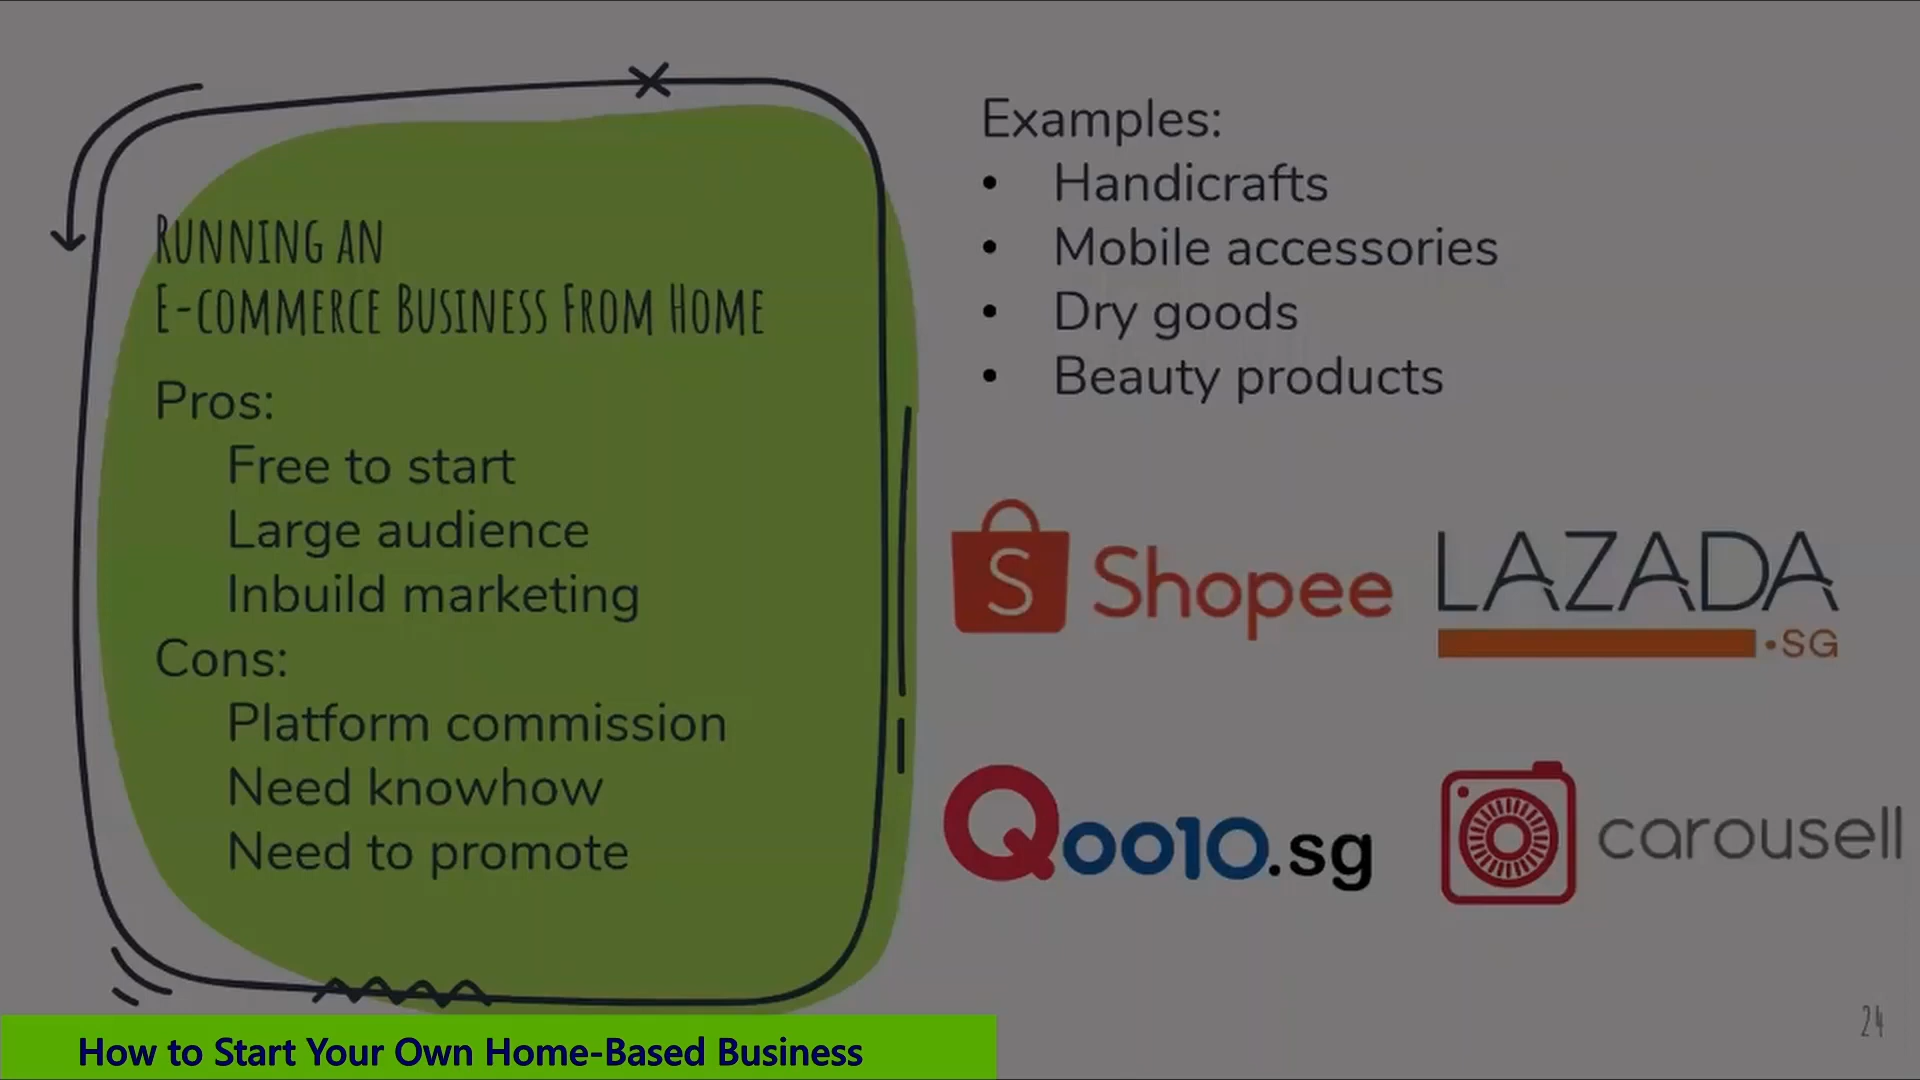 RUNNING AN
E-COMMERCE BUSINESS FROM HOME
Pros:
Free to start
Large audience
Inbuild marketing
Cons:
Platform commission
Need knowhow
Need to promote
Examples:
• Handicrafts
• Mobile accessories
• Dry goods
• Beauty products
S Shopee
LAZADA
•SG
Qoo10.sg
carousell
24
How to Start Your Own Home-Based Business